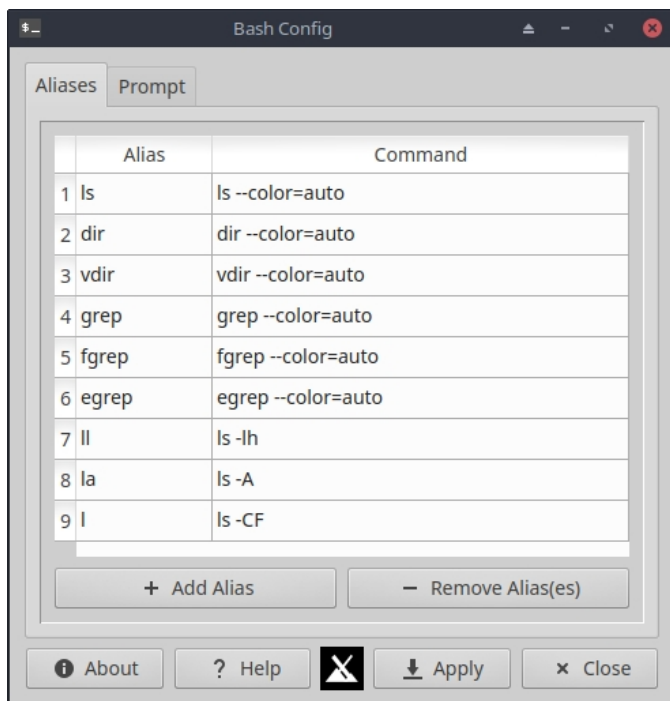 $_ Bash Config
Aliases Prompt
Alias Command
1 ls ls --color=auto
2 dir dir --color=auto
3 vdir vdir --color=auto
4 grep grep --color=auto
5 fgrep fgrep --color=auto
6 egrep egrep --color=auto
7 ll ls -lh
8 la ls -A
9 l ls -CF
+ Add Alias − Remove Alias(es)
About ? Help Apply × Close